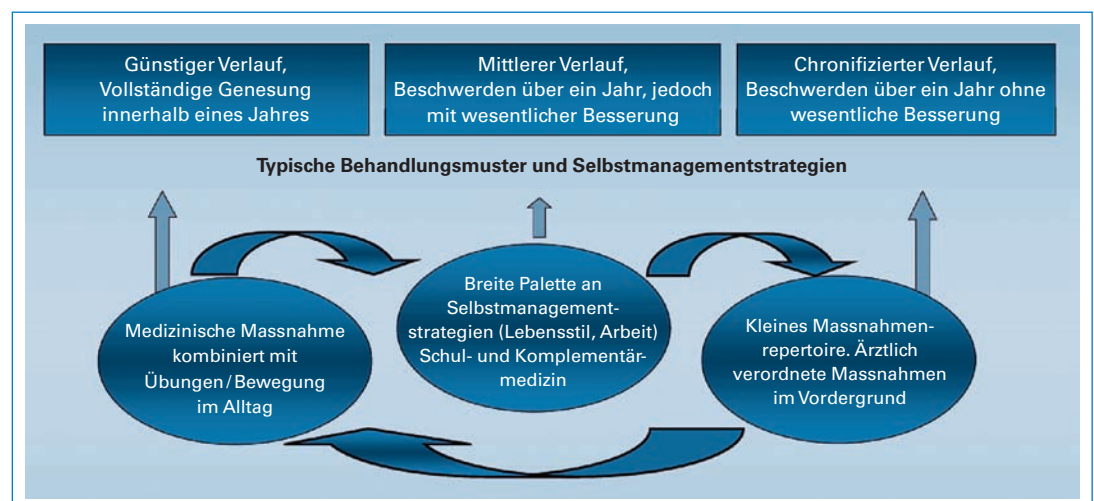 Günstiger Verlauf,
Vollständige Genesung
innerhalb eines Jahres
Mittlerer Verlauf,
Beschwerden über ein Jahr, jedoch
mit wesentlicher Besserung
Chronifizierter Verlauf,
Beschwerden über ein Jahr ohne
wesentliche Besserung
Typische Behandlungsmuster und Selbstmanagementstrategien
Medizinische Massnahme
kombiniert mit
Übungen/Bewegung
im Alltag
Breite Palette an
Selbstmanagement-
strategien (Lebensstil, Arbeit)
Schul- und Komplementär-
medizin
Kleines Massnahmen-
repertoire. Ärztlich
verordnete Massnahmen
im Vordergrund